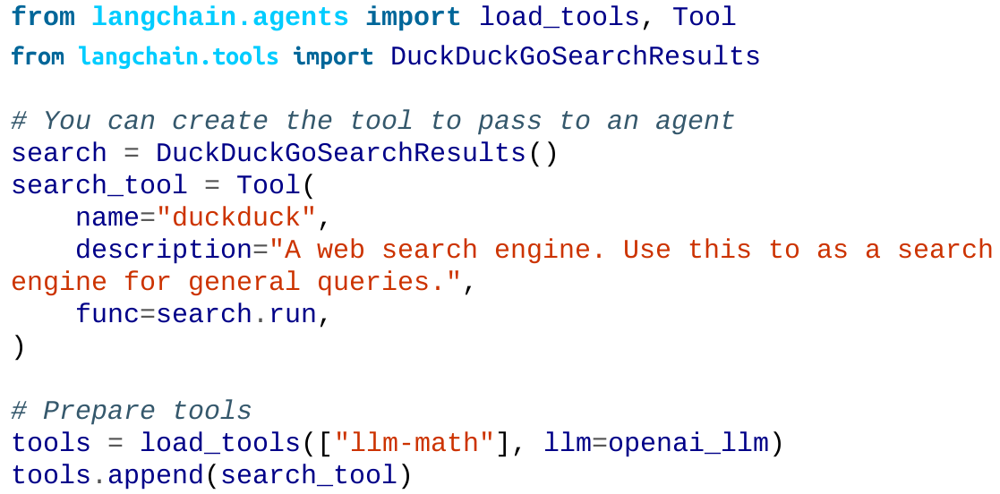 from langchain.agents import load_tools, Tool
from langchain.tools import DuckDuckGoSearchResults
# You can create the tool to pass to an agent
search = DuckDuckGoSearchResults()
search_tool = Tool(
    name="duckduck",
    description="A web search engine. Use this to as a search
engine for general queries.",
    func=search.run,
)
# Prepare tools
tools = load_tools(["llm-math"], llm=openai_llm)
tools.append(search_tool)